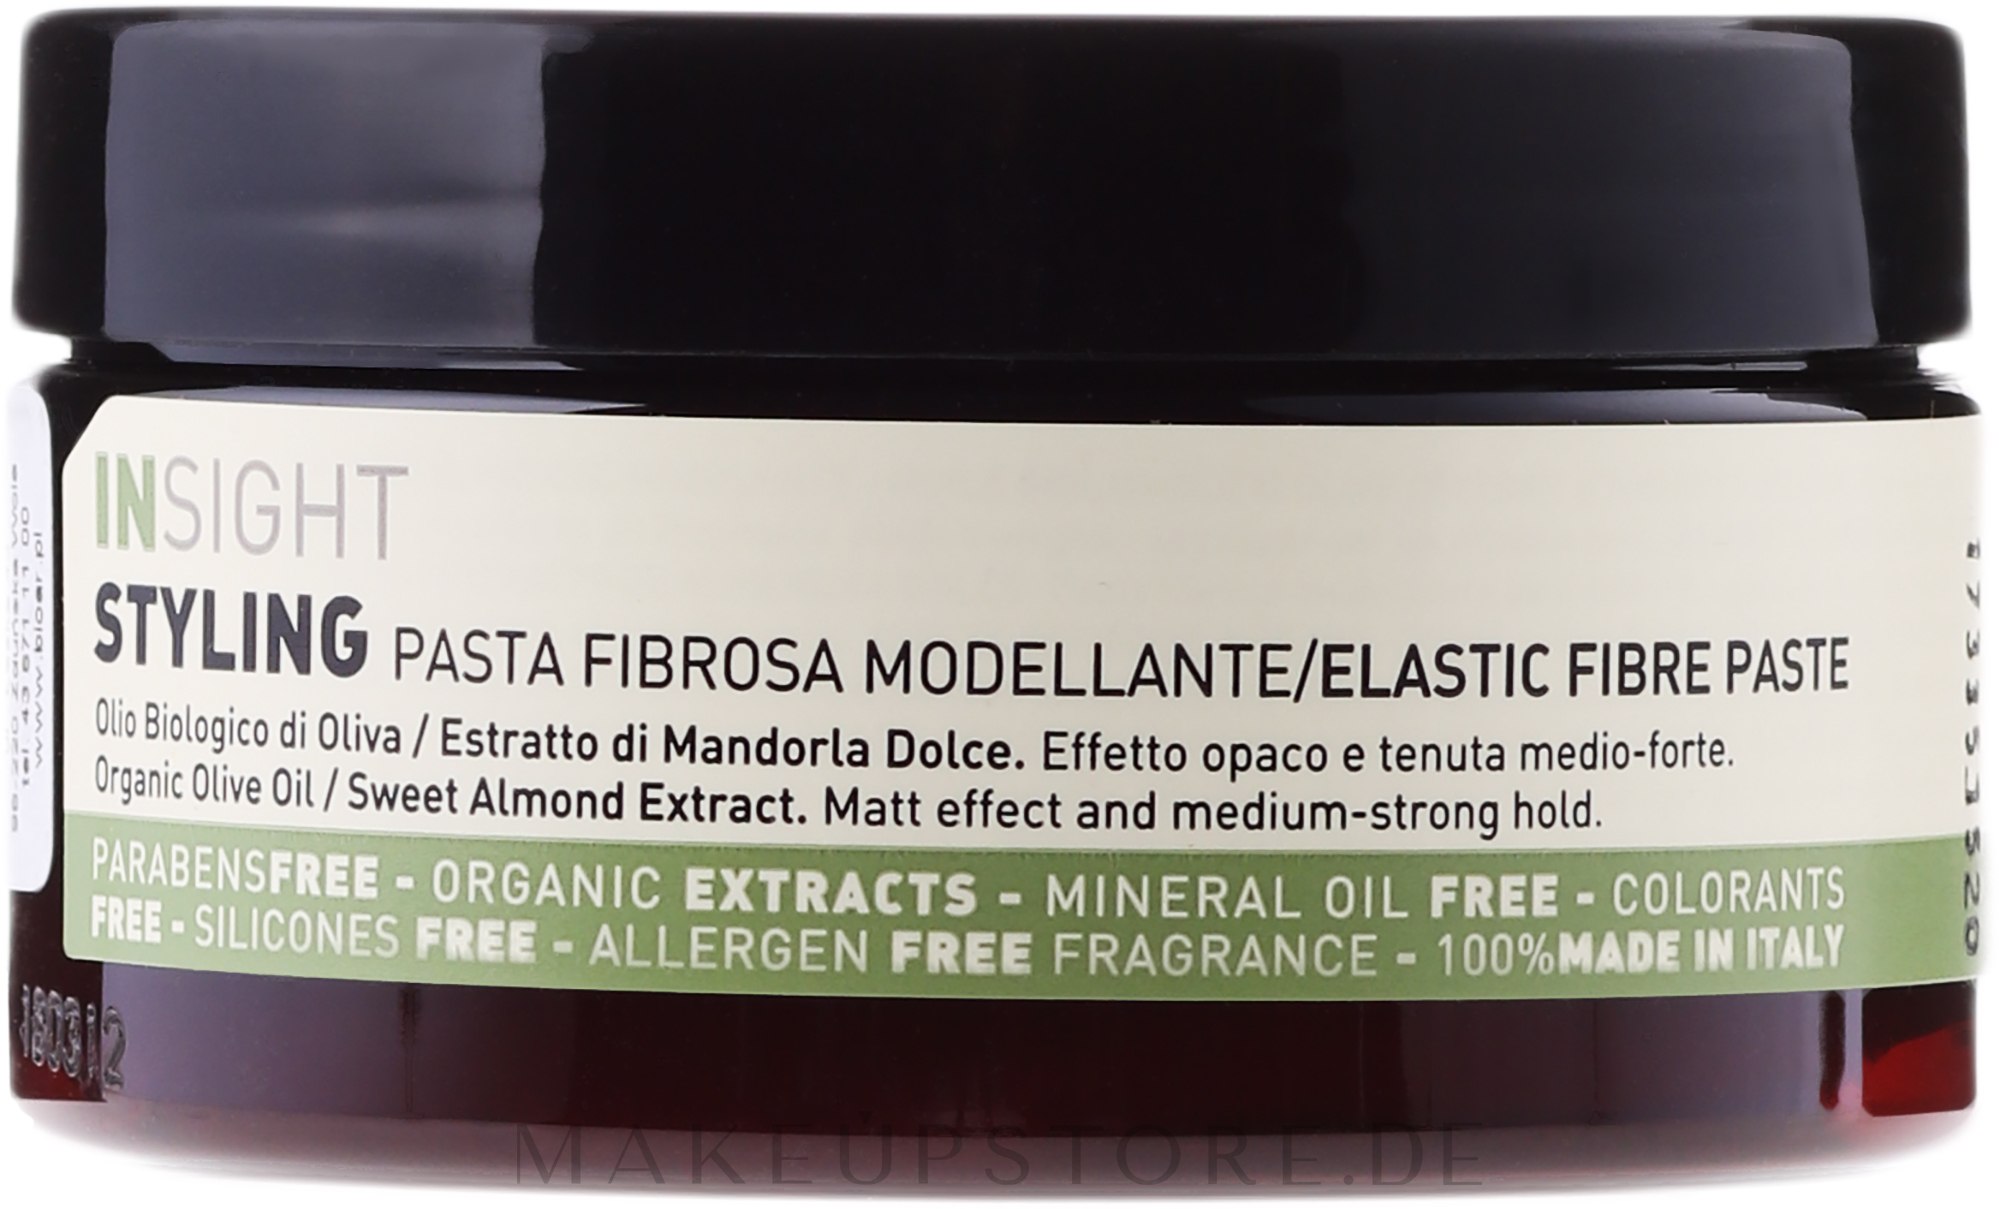 INSIGHT
STYLING PASTA FIBROSA MODELLANTE/ELASTIC FIBRE PASTE
Olio Biologico di Oliva / Estratto di Mandorla Dolce. Effetto opaco e tenuta medio-forte.
Organic Olive Oil / Sweet Almond Extract. Matt effect and medium-strong hold.
PARABENSFREE - ORGANIC EXTRACTS - MINERAL OIL FREE - COLORANTS
FREE - SILICONES FREE - ALLERGEN FREE FRAGRANCE - 100%MADE IN ITALY
180312
MAKEUPSTORE.DE